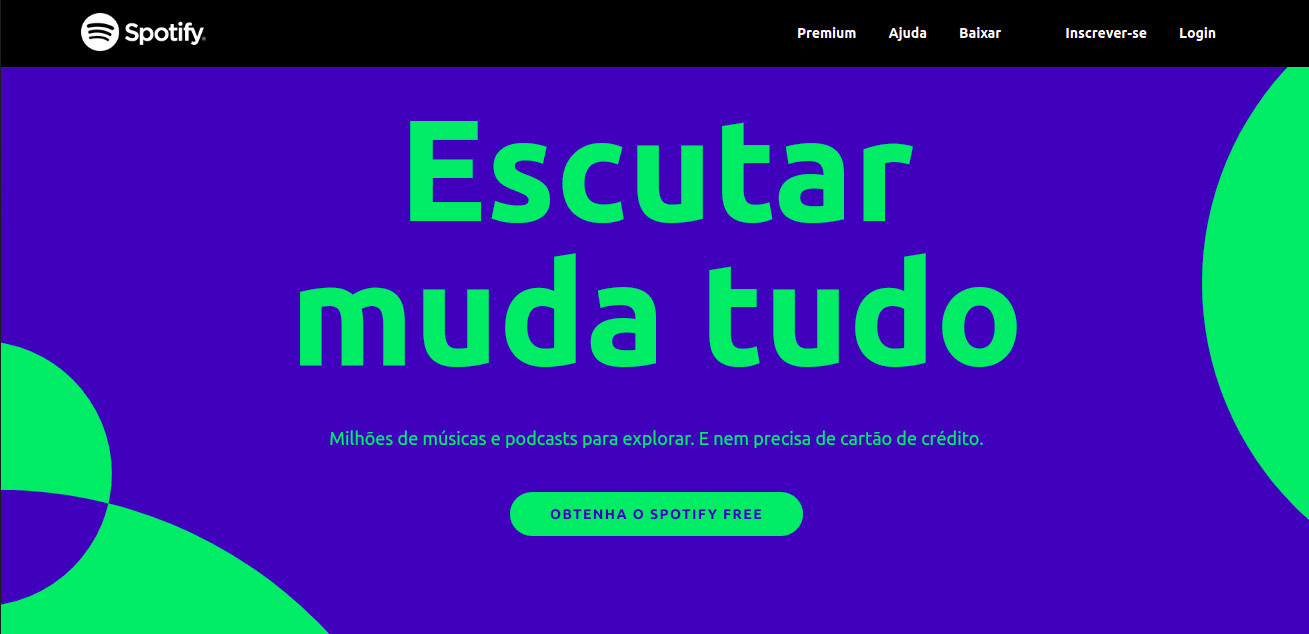 Spotify
Premium Ajuda Baixar Inscrever-se Login
Escutar
muda tudo
Milhões de músicas e podcasts para explorar. E nem precisa de cartão de crédito.
OBTENHA O SPOTIFY FREE